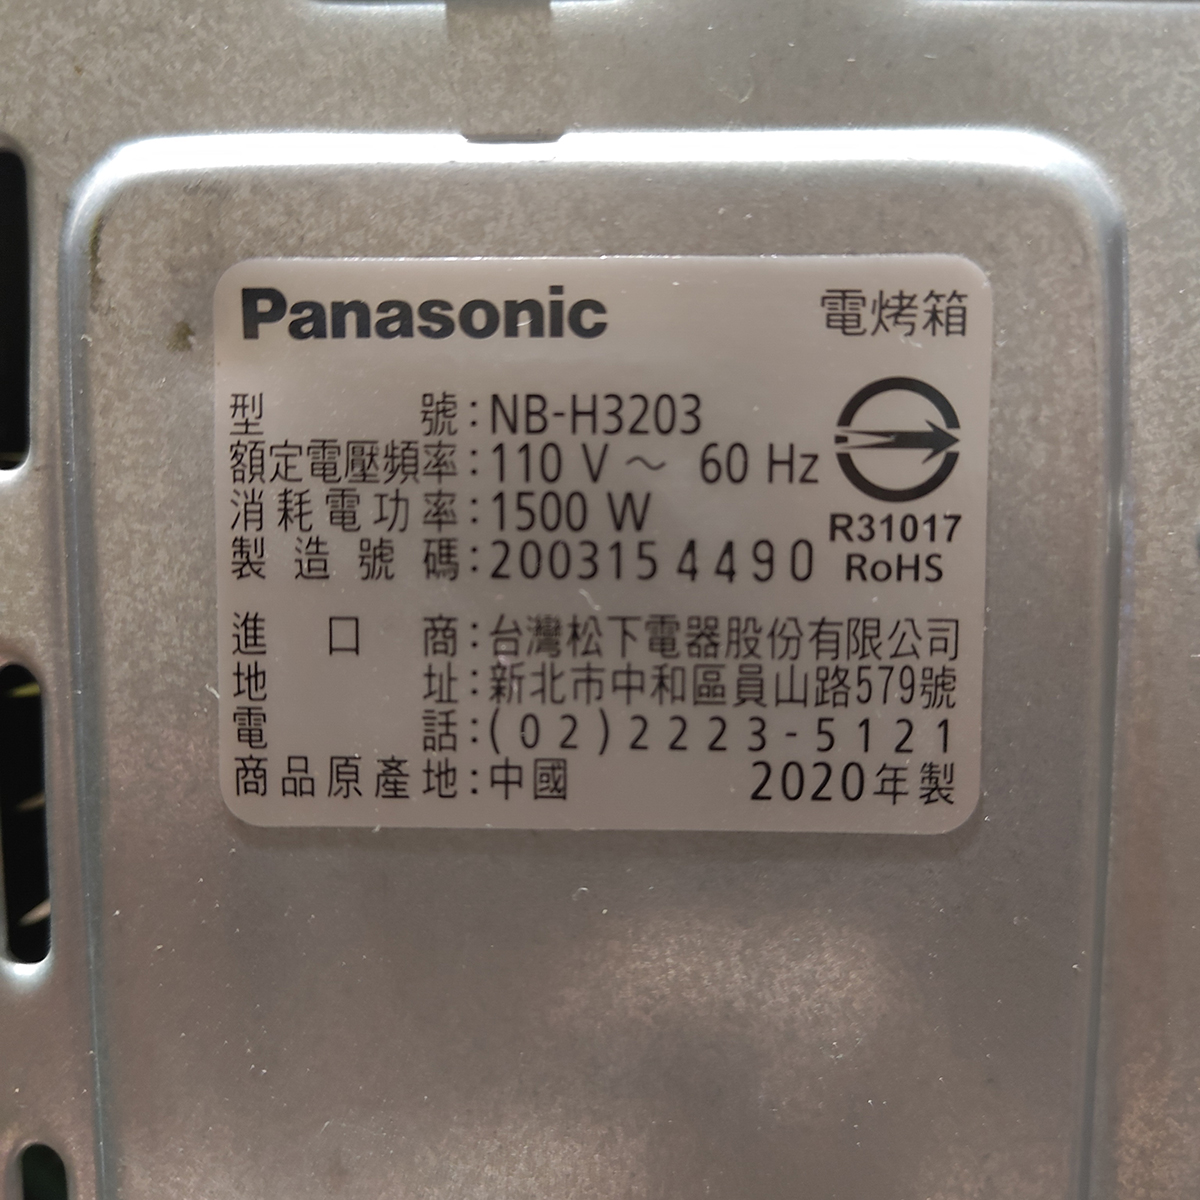 Panasonic 電烤箱
型號:NB-H3203
額定電壓頻率:110 V ～ 60 Hz
消耗電功率:1500 W
R31017
製造號碼:2003154490
RoHS
進口商:台灣松下電器股份有限公司
地址:新北市中和區員山路579號
電話:(02)2223-5121
商品原產地:中國 2020年製